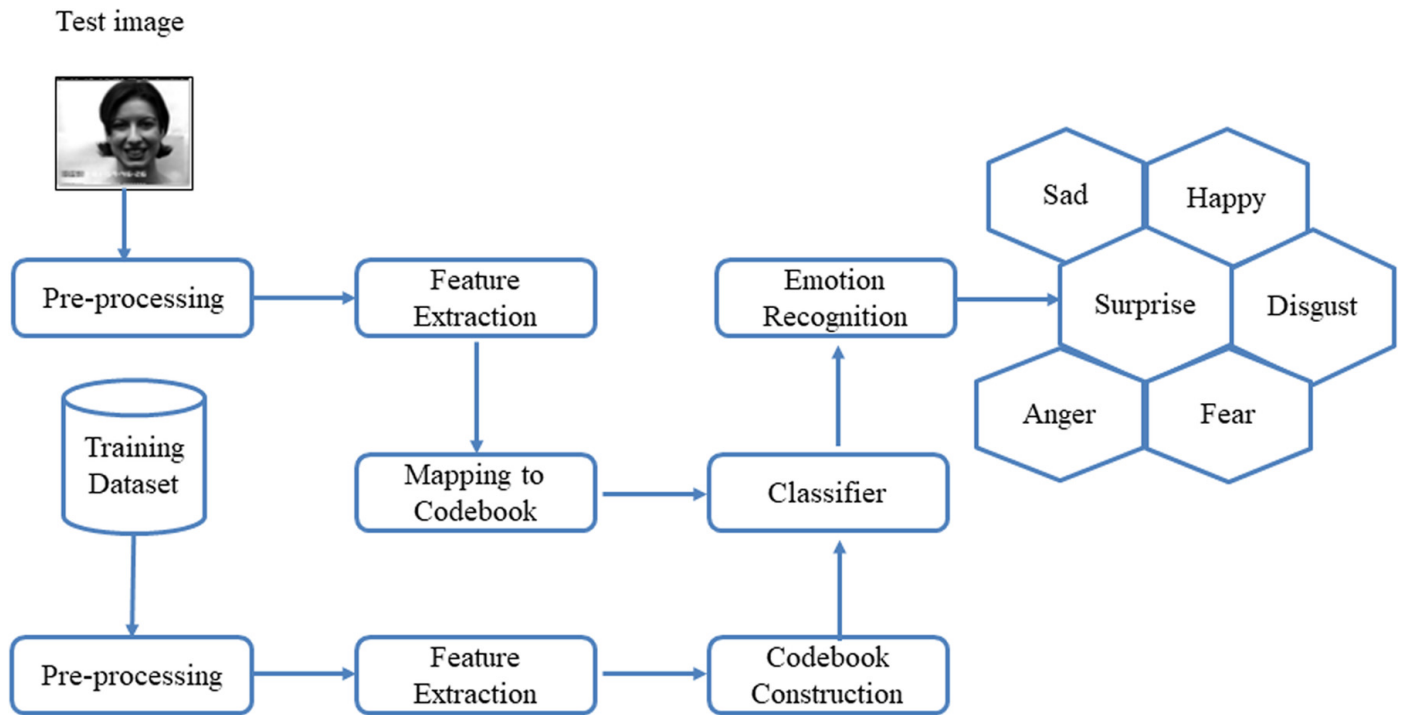 Test image
Sad
Happy
Pre-processing
Feature
Extraction
Emotion
Recognition
Surprise
Disgust
Training
Dataset
Anger
Fear
Mapping to
Codebook
Classifier
Pre-processing
Feature
Extraction
Codebook
Construction